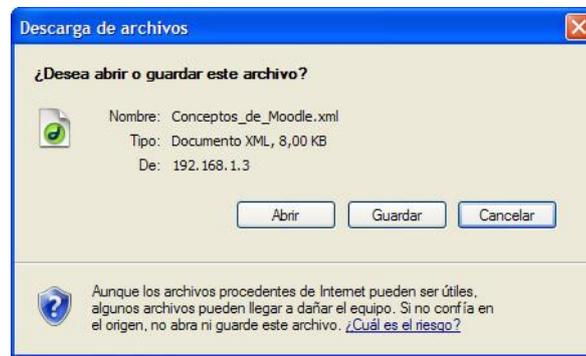 Descarga de archivos
¿Desea abrir o guardar este archivo?
Nombre: Conceptos_de_Moodle.xml
Tipo: Documento XML, 8,00 KB
De: 192.168.1.3
Abrir Guardar Cancelar
Aunque los archivos procedentes de Internet pueden ser útiles,
algunos archivos pueden llegar a dañar el equipo. Si no confía en
el origen, no abra ni guarde este archivo. ¿Cuál es el riesgo?